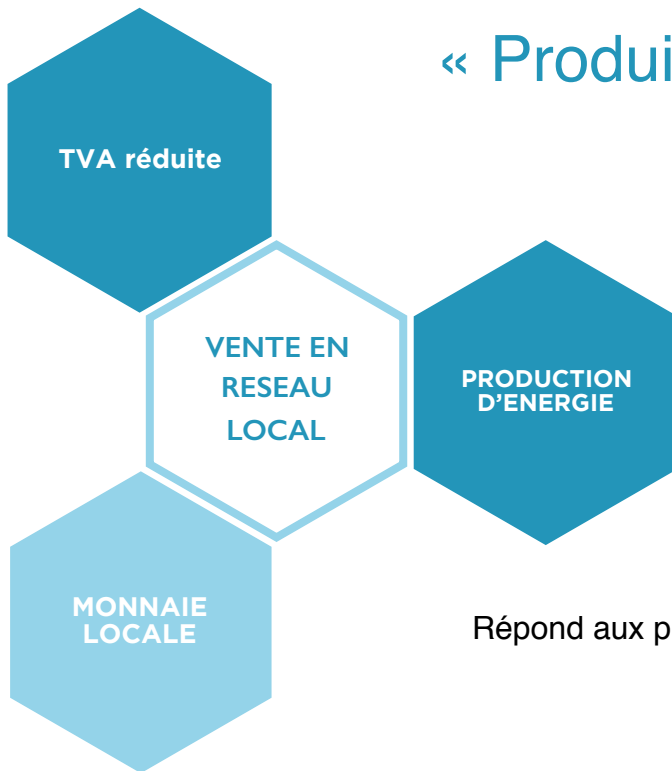 « Produi
TVA réduite
VENTE EN
RESEAU
LOCAL
PRODUCTION
D'ENERGIE
MONNAIE
LOCALE
Répond aux p